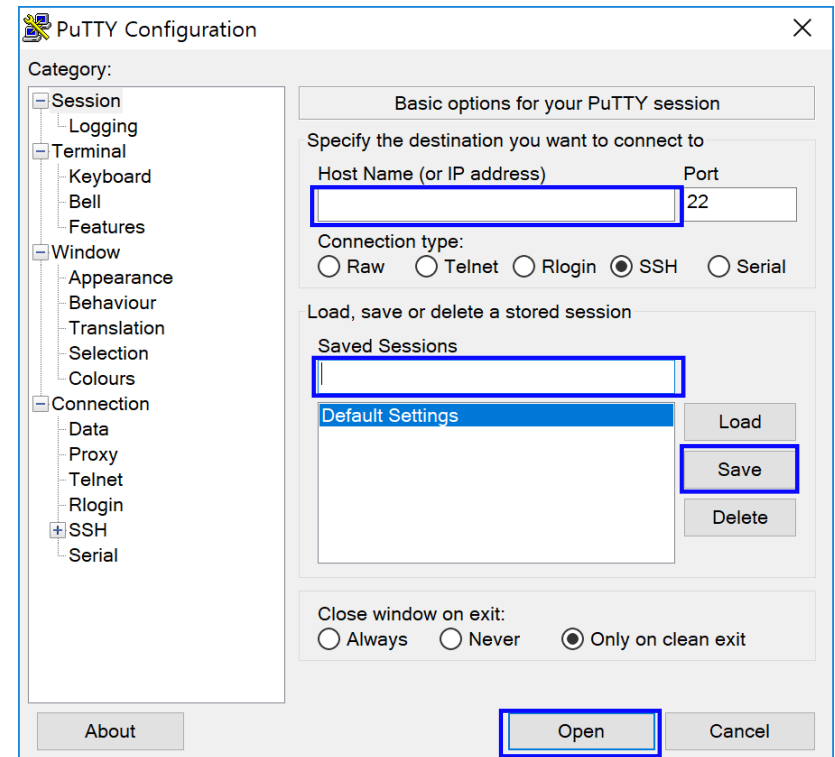 PuTTY Configuration
Category:
Session
Logging
Terminal
Keyboard
Bell
Features
Window
Appearance
Behaviour
Translation
Selection
Colours
Connection
Data
Proxy
Telnet
Rlogin
SSH
Serial
Basic options for your PuTTY session
Specify the destination you want to connect to
Host Name (or IP address) Port
22
Connection type:
Raw Telnet Rlogin SSH Serial
Load, save or delete a stored session
Saved Sessions
Default Settings
Load
Save
Delete
Close window on exit:
Always Never Only on clean exit
About Open Cancel